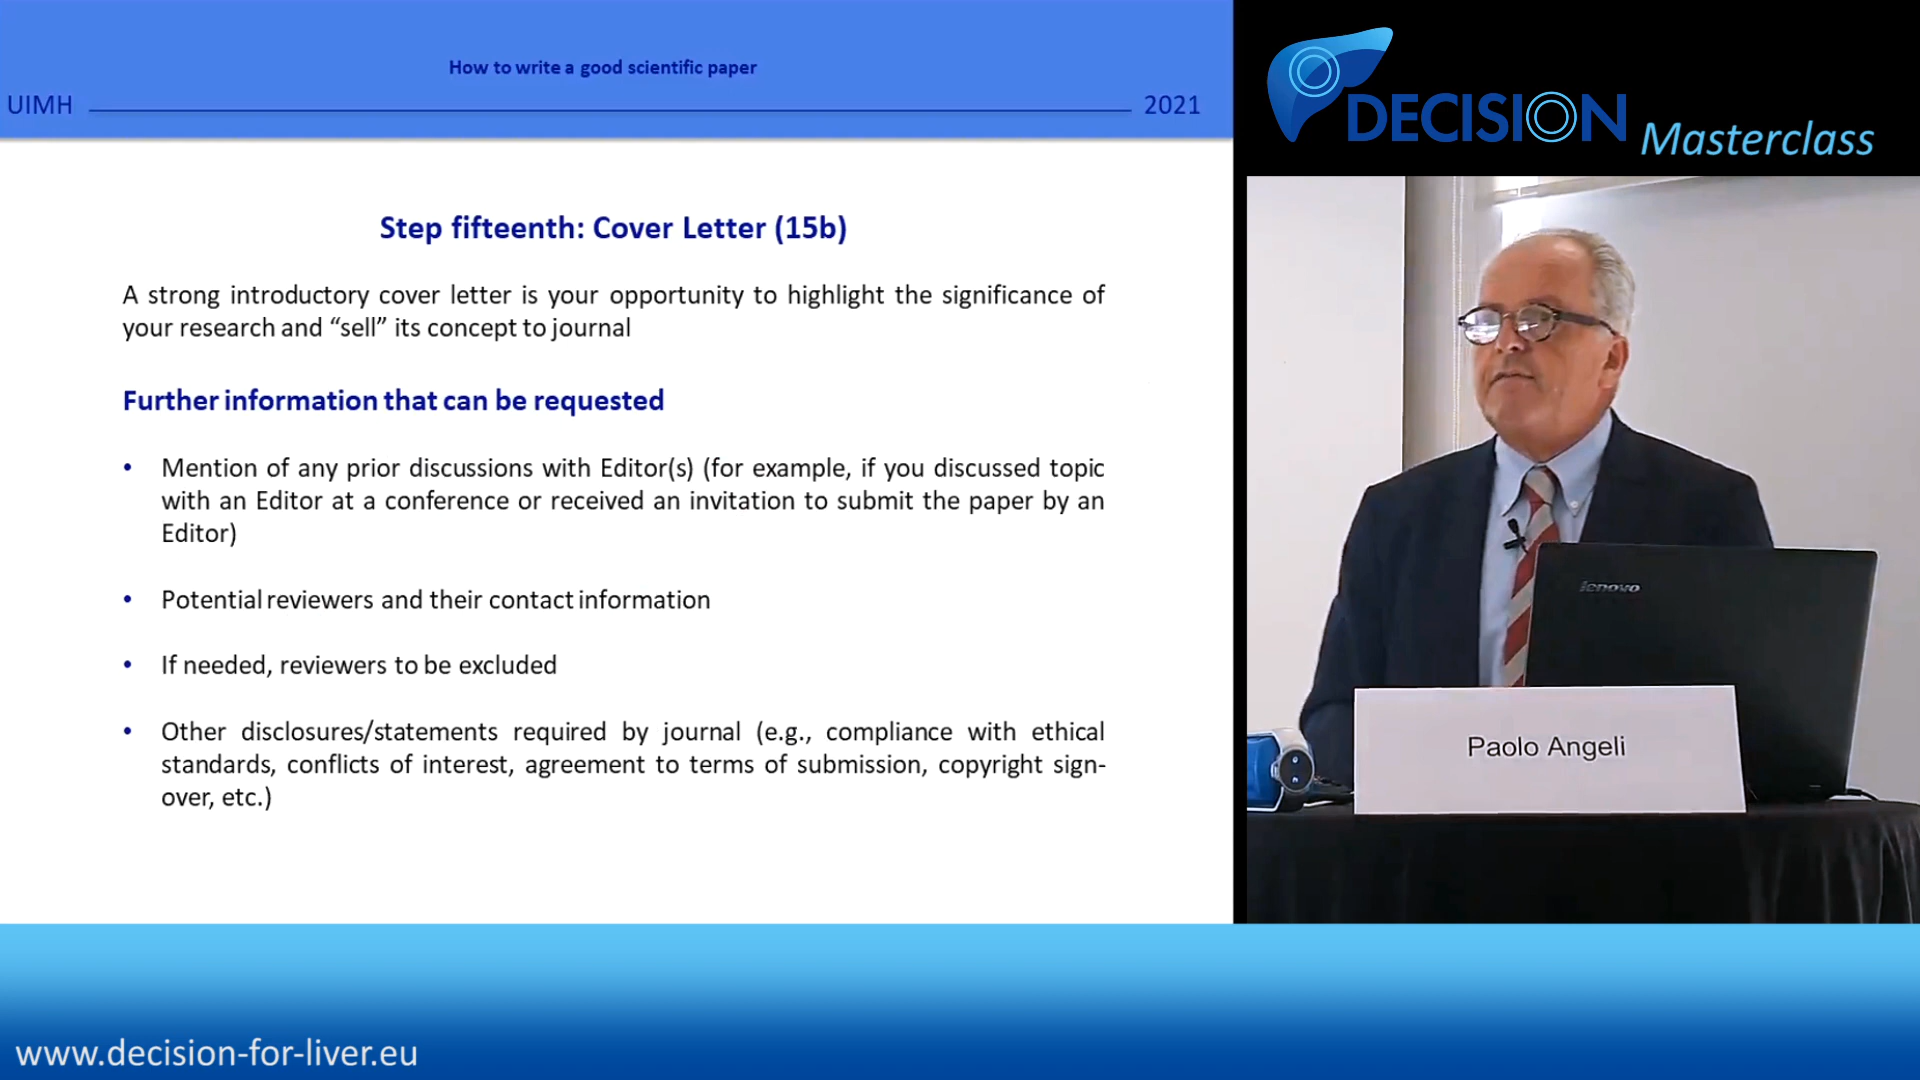 How to write a good scientific paper
UIMH
2021
Step fifteenth: Cover Letter (15b)
A strong introductory cover letter is your opportunity to highlight the significance of
your research and “sell” its concept to journal
Further information that can be requested
• Mention of any prior discussions with Editor(s) (for example, if you discussed topic
with an Editor at a conference or received an invitation to submit the paper by an
Editor)
• Potential reviewers and their contact information
• If needed, reviewers to be excluded
• Other disclosures/statements required by journal (e.g., compliance with ethical
standards, conflicts of interest, agreement to terms of submission, copyright sign-
over, etc.)
DECISION
Masterclass
lenovo
Paolo Angeli
www.decision-for-liver.eu